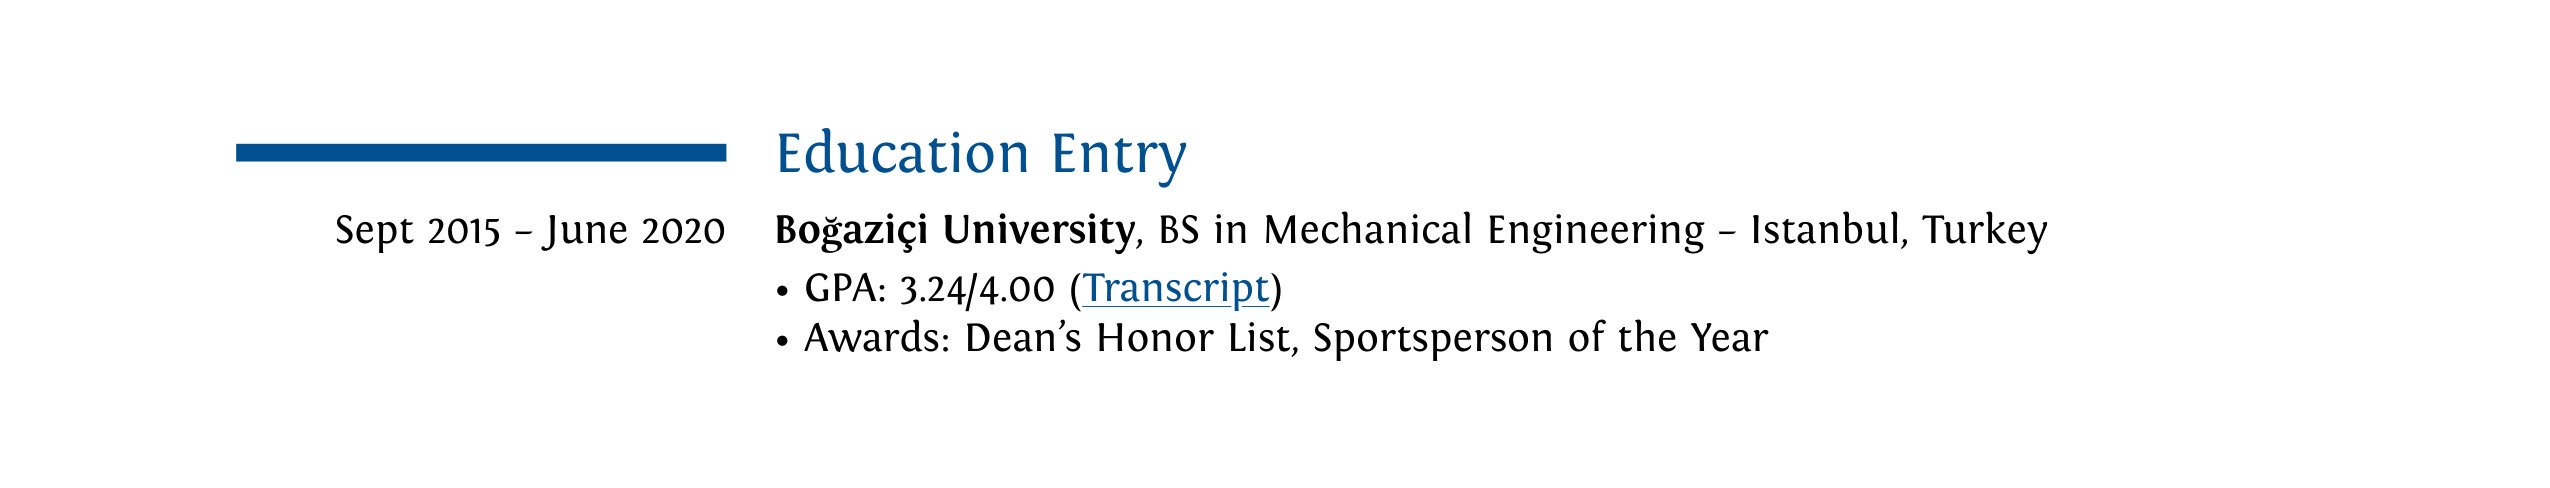 Education Entry
Sept 2015 – June 2020 Boğaziçi University, BS in Mechanical Engineering – Istanbul, Turkey
• GPA: 3.24/4.00 (Transcript)
• Awards: Dean’s Honor List, Sportsperson of the Year